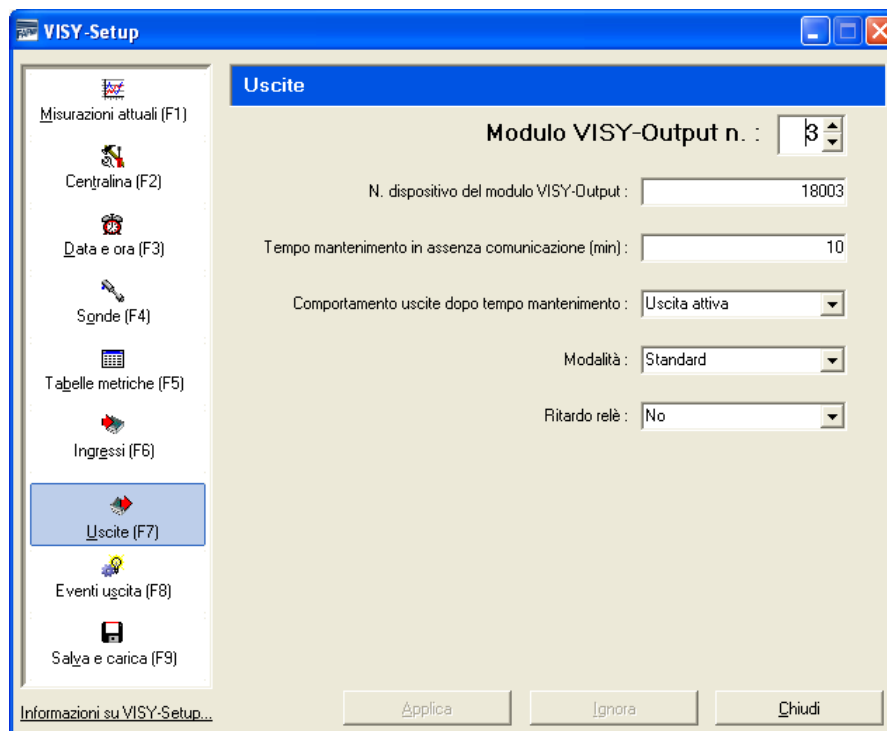 VISY-Setup
Misurazioni attuali (F1)
Centralina (F2)
Data e ora (F3)
Sonde (F4)
Tabelle metriche (F5)
Ingressi (F6)
Uscite (F7)
Eventi uscita (F8)
Salva e carica (F9)
Informazioni su VISY-Setup...
Uscite
Modulo VISY-Output n. : 3
N. dispositivo del modulo VISY-Output : 18003
Tempo mantenimento in assenza comunicazione (min) : 10
Comportamento uscite dopo tempo mantenimento : Uscita attiva
Modalità : Standard
Ritardo relè : No
Applica Ignora Chiudi